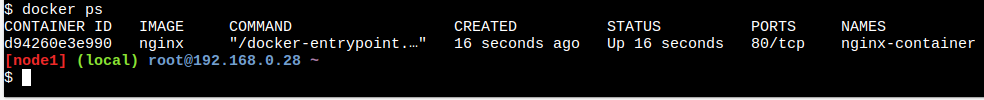 $ docker ps
CONTAINER ID   IMAGE     COMMAND                  CREATED          STATUS          PORTS     NAMES
d94260e3e990   nginx     "/docker-entrypoint.…"   16 seconds ago   Up 16 seconds   80/tcp    nginx-container
[node1] (local) root@192.168.0.28 ~
$